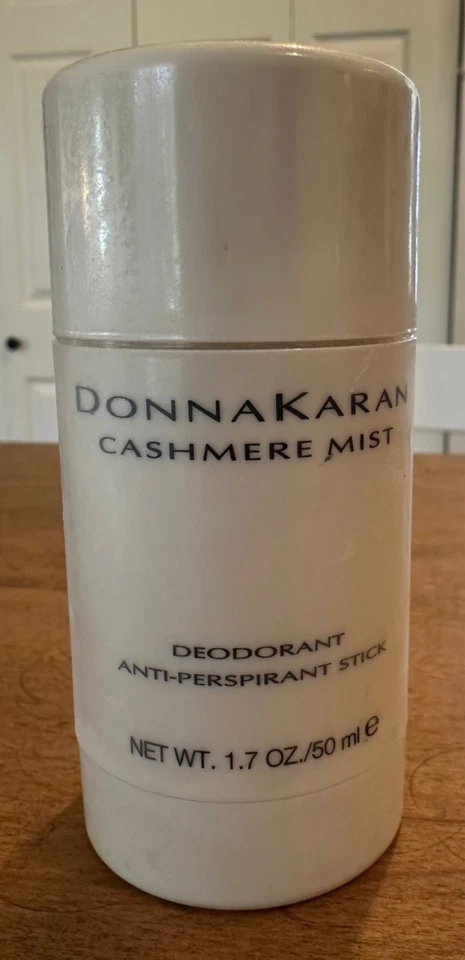 DONNAKARAN
CASHMERE MIST
DEODORANT
ANTI-PERSPIRANT STICK
NET WT. 1.7 OZ./50 ml ℮